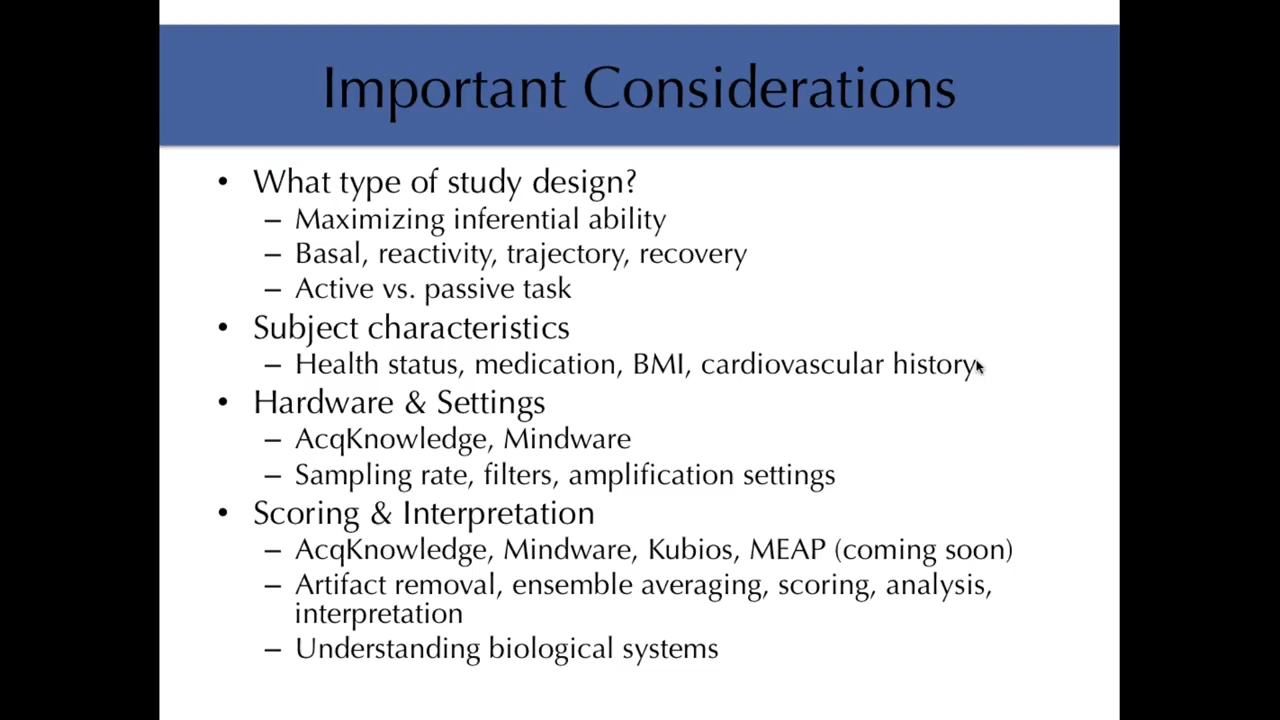 Important Considerations
• What type of study design?
– Maximizing inferential ability
– Basal, reactivity, trajectory, recovery
– Active vs. passive task
• Subject characteristics
– Health status, medication, BMI, cardiovascular history
• Hardware & Settings
– AcqKnowledge, Mindware
– Sampling rate, filters, amplification settings
• Scoring & Interpretation
– AcqKnowledge, Mindware, Kubios, MEAP (coming soon)
– Artifact removal, ensemble averaging, scoring, analysis,
interpretation
– Understanding biological systems